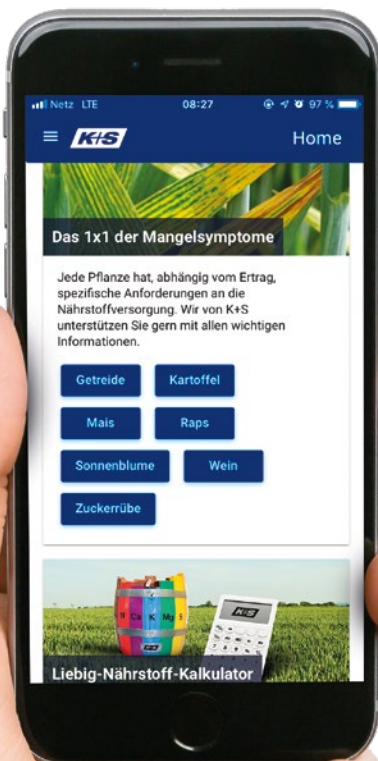 Netz LTE 08:27 97 %
K+S Home
Das 1x1 der Mangelsymptome
Jede Pflanze hat, abhängig vom Ertrag,
spezifische Anforderungen an die
Nährstoffversorgung. Wir von K+S
unterstützen Sie gern mit allen wichtigen
Informationen.
Getreide Kartoffel
Mais Raps
Sonnenblume Wein
Zuckerrübe
K+S
N Ca K Mg S
K+S
Liebig-Nährstoff-Kalkulator